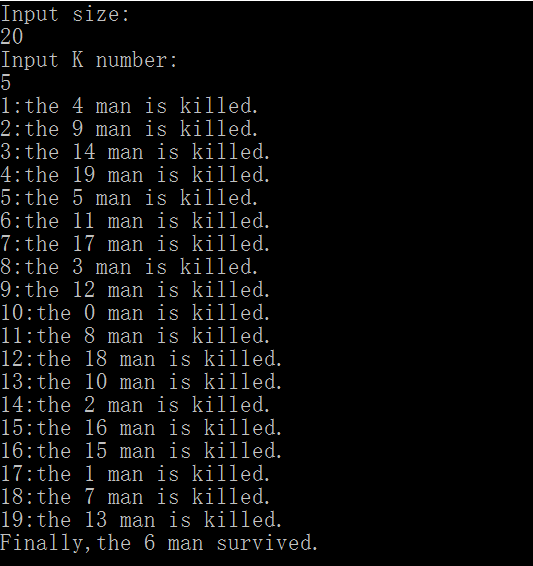 Input size:
20
Input K number:
5
1:the 4 man is killed.
2:the 9 man is killed.
3:the 14 man is killed.
4:the 19 man is killed.
5:the 5 man is killed.
6:the 11 man is killed.
7:the 17 man is killed.
8:the 3 man is killed.
9:the 12 man is killed.
10:the 0 man is killed.
11:the 8 man is killed.
12:the 18 man is killed.
13:the 10 man is killed.
14:the 2 man is killed.
15:the 16 man is killed.
16:the 15 man is killed.
17:the 1 man is killed.
18:the 7 man is killed.
19:the 13 man is killed.
Finally,the 6 man survived.